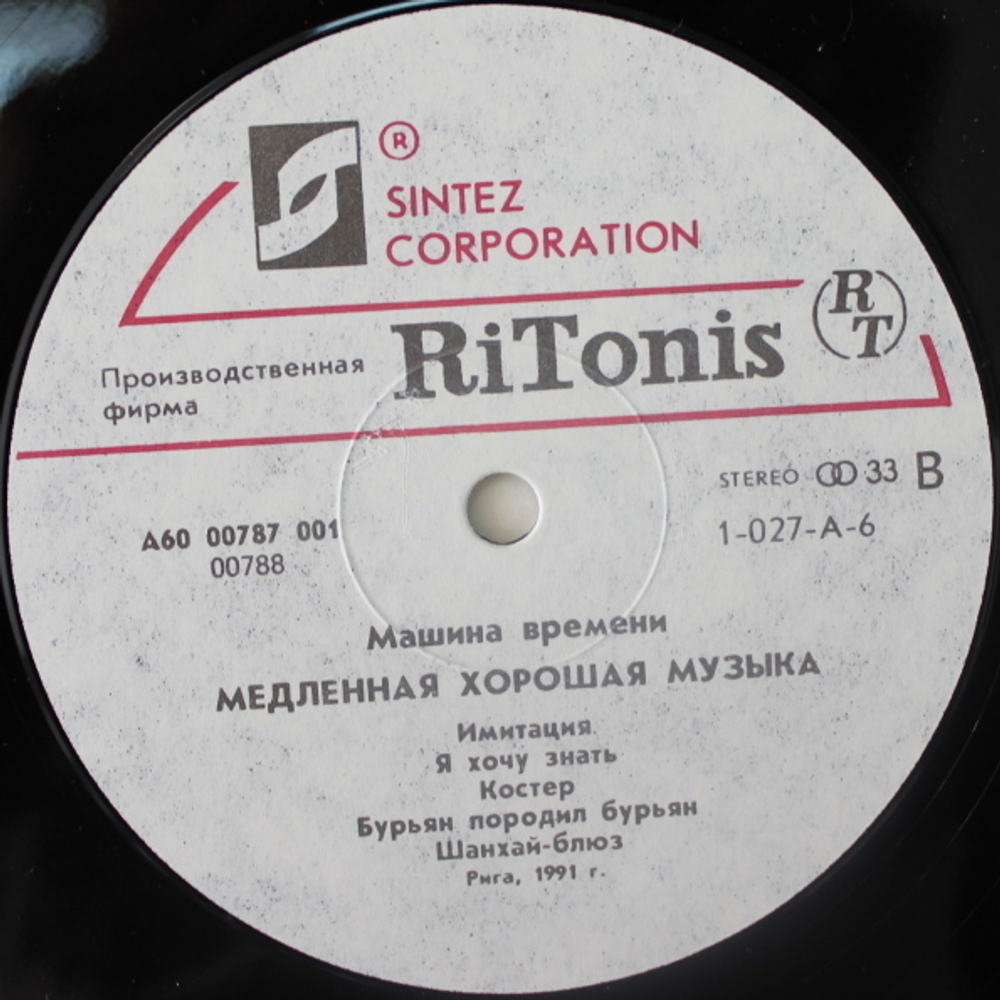 ®
SINTEZ
CORPORATION
Производственная
фирма
RiTonis
RT
STEREO 33 B
1-027-A-6
А60 00787 001
00788
Машина времени
МЕДЛЕННАЯ ХОРОШАЯ МУЗЫКА
Имитация
Я хочу знать
Костер
Бурьян породил бурьян
Шанхай-блюз
Рига, 1991 г.